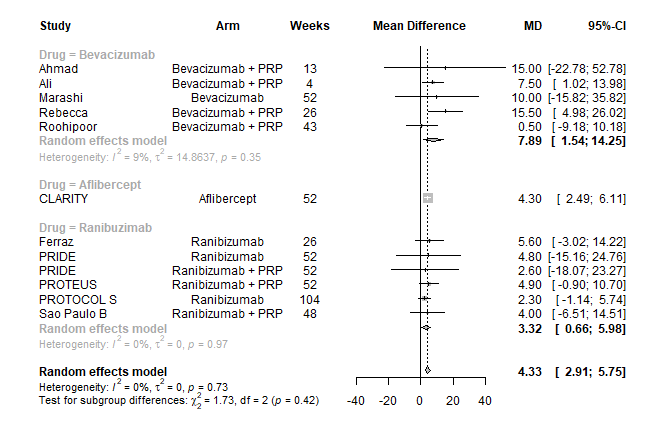 Study Arm Weeks Mean Difference MD 95%-CI
Drug = Bevacizumab
Ahmad Bevacizumab + PRP 13 15.00 [-22.78; 52.78]
Ali Bevacizumab + PRP 4 7.50 [ 1.02; 13.98]
Marashi Bevacizumab 52 10.00 [-15.82; 35.82]
Rebecca Bevacizumab + PRP 26 15.50 [ 4.98; 26.02]
Roohipoor Bevacizumab + PRP 43 0.50 [ -9.18; 10.18]
Random effects model 7.89 [ 1.54; 14.25]
Heterogeneity: I² = 9%, τ² = 14.8637, p = 0.35
Drug = Aflibercept
CLARITY Aflibercept 52 4.30 [ 2.49; 6.11]
Drug = Ranibuzimab
Ferraz Ranibizumab 26 5.60 [ -3.02; 14.22]
PRIDE Ranibizumab 52 4.80 [-15.16; 24.76]
PRIDE Ranibizumab + PRP 52 2.60 [-18.07; 23.27]
PROTEUS Ranibizumab + PRP 52 4.90 [ -0.90; 10.70]
PROTOCOL S Ranibizumab 104 2.30 [ -1.14; 5.74]
Sao Paulo B Ranibizumab + PRP 48 4.00 [ -6.51; 14.51]
Random effects model 3.32 [ 0.66; 5.98]
Heterogeneity: I² = 0%, τ² = 0, p = 0.97
Random effects model 4.33 [ 2.91; 5.75]
Heterogeneity: I² = 0%, τ² = 0, p = 0.73
Test for subgroup differences: χ²₂ = 1.73, df = 2 (p = 0.42)
-40 -20 0 20 40